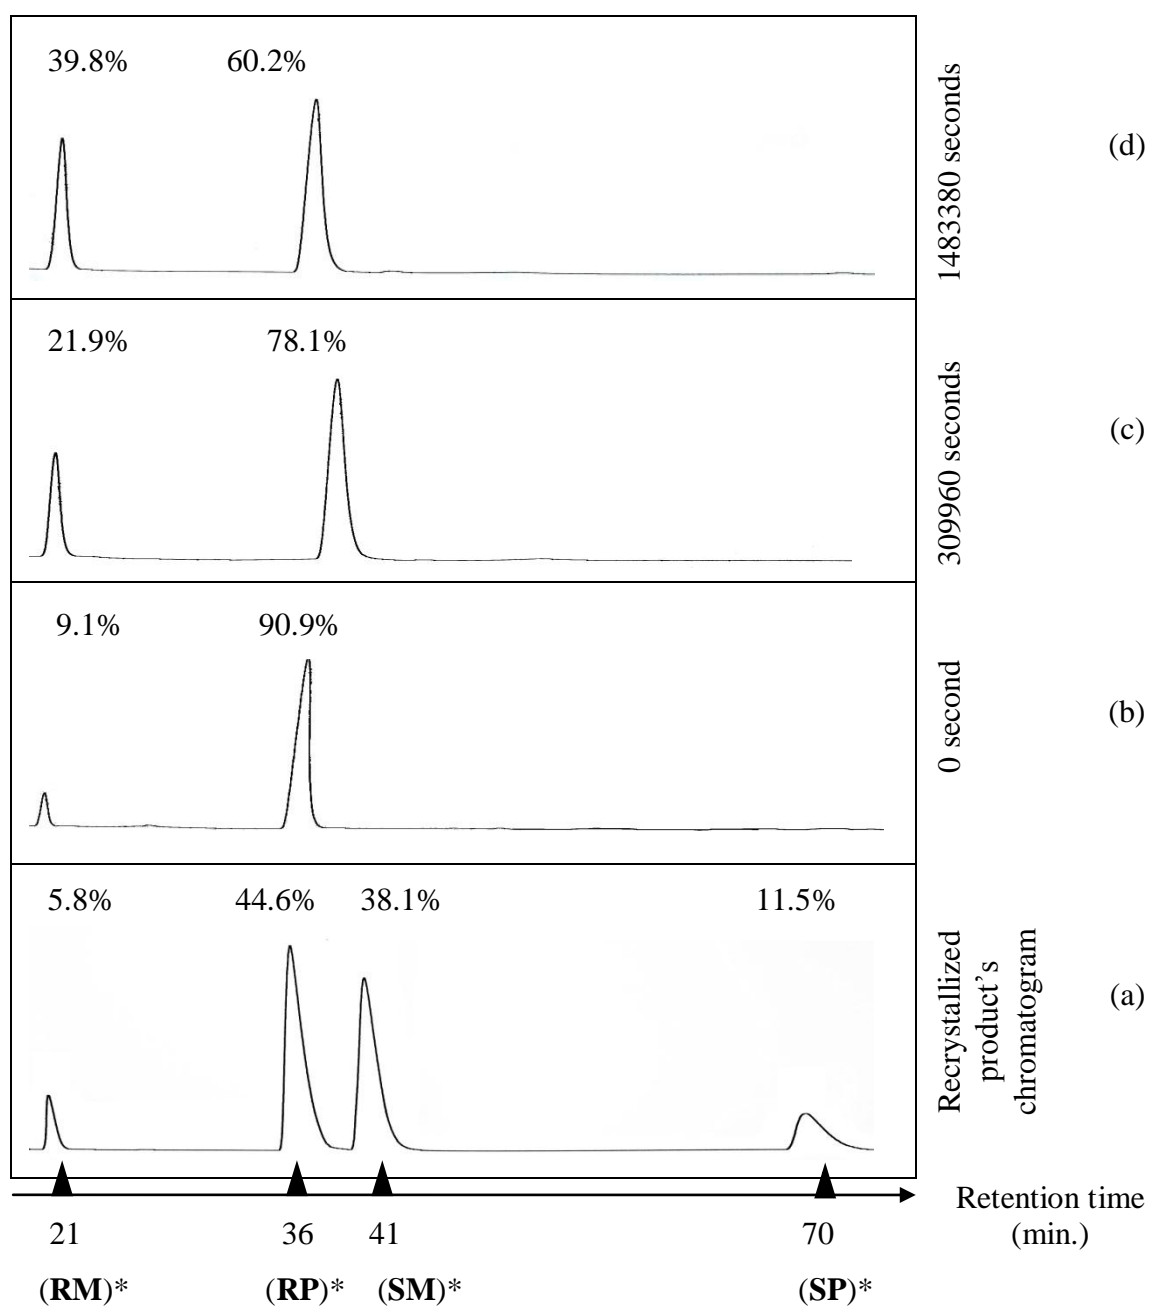 39.8% 60.2%
1483380 seconds
(d)
21.9% 78.1%
309960 seconds
(c)
9.1% 90.9%
0 second
(b)
5.8% 44.6% 38.1% 11.5%
Recrystallized
product's
chromatogram
(a)
Retention time
(min.)
21 36 41 70
(RM)* (RP)* (SM)* (SP)*